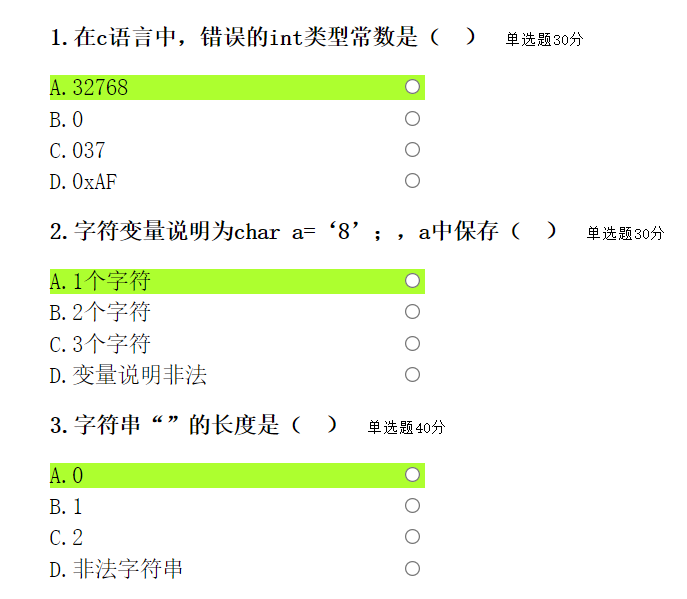 1.在c语言中，错误的int类型常数是（　） 单选题30分
A.32768
B.0
C.037
D.0xAF
2.字符变量说明为char a=‘8’；，a中保存（　） 单选题30分
A.1个字符
B.2个字符
C.3个字符
D.变量说明非法
3.字符串“”的长度是（　） 单选题40分
A.0
B.1
C.2
D.非法字符串